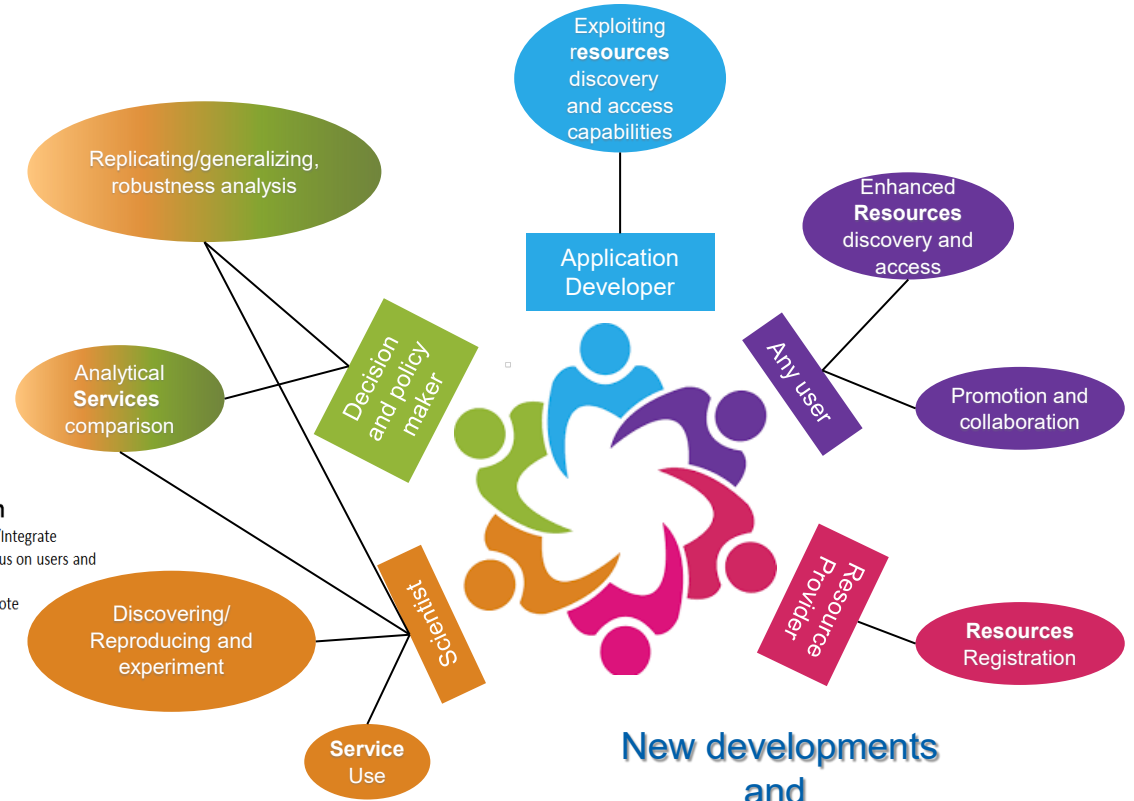 Exploiting
resources
discovery
and access
capabilities
Replicating/generalizing,
robustness analysis
Enhanced
Resources
discovery and
access
Application
Developer
Decision
and policy
maker
Any user
Analytical
Services
comparison
Promotion and
collaboration
n
Integrate
us on users and
ote
Discovering/
Reproducing and
experiment
Scientist
Resource
Provider
Resources
Registration
Service
Use
New developments
and